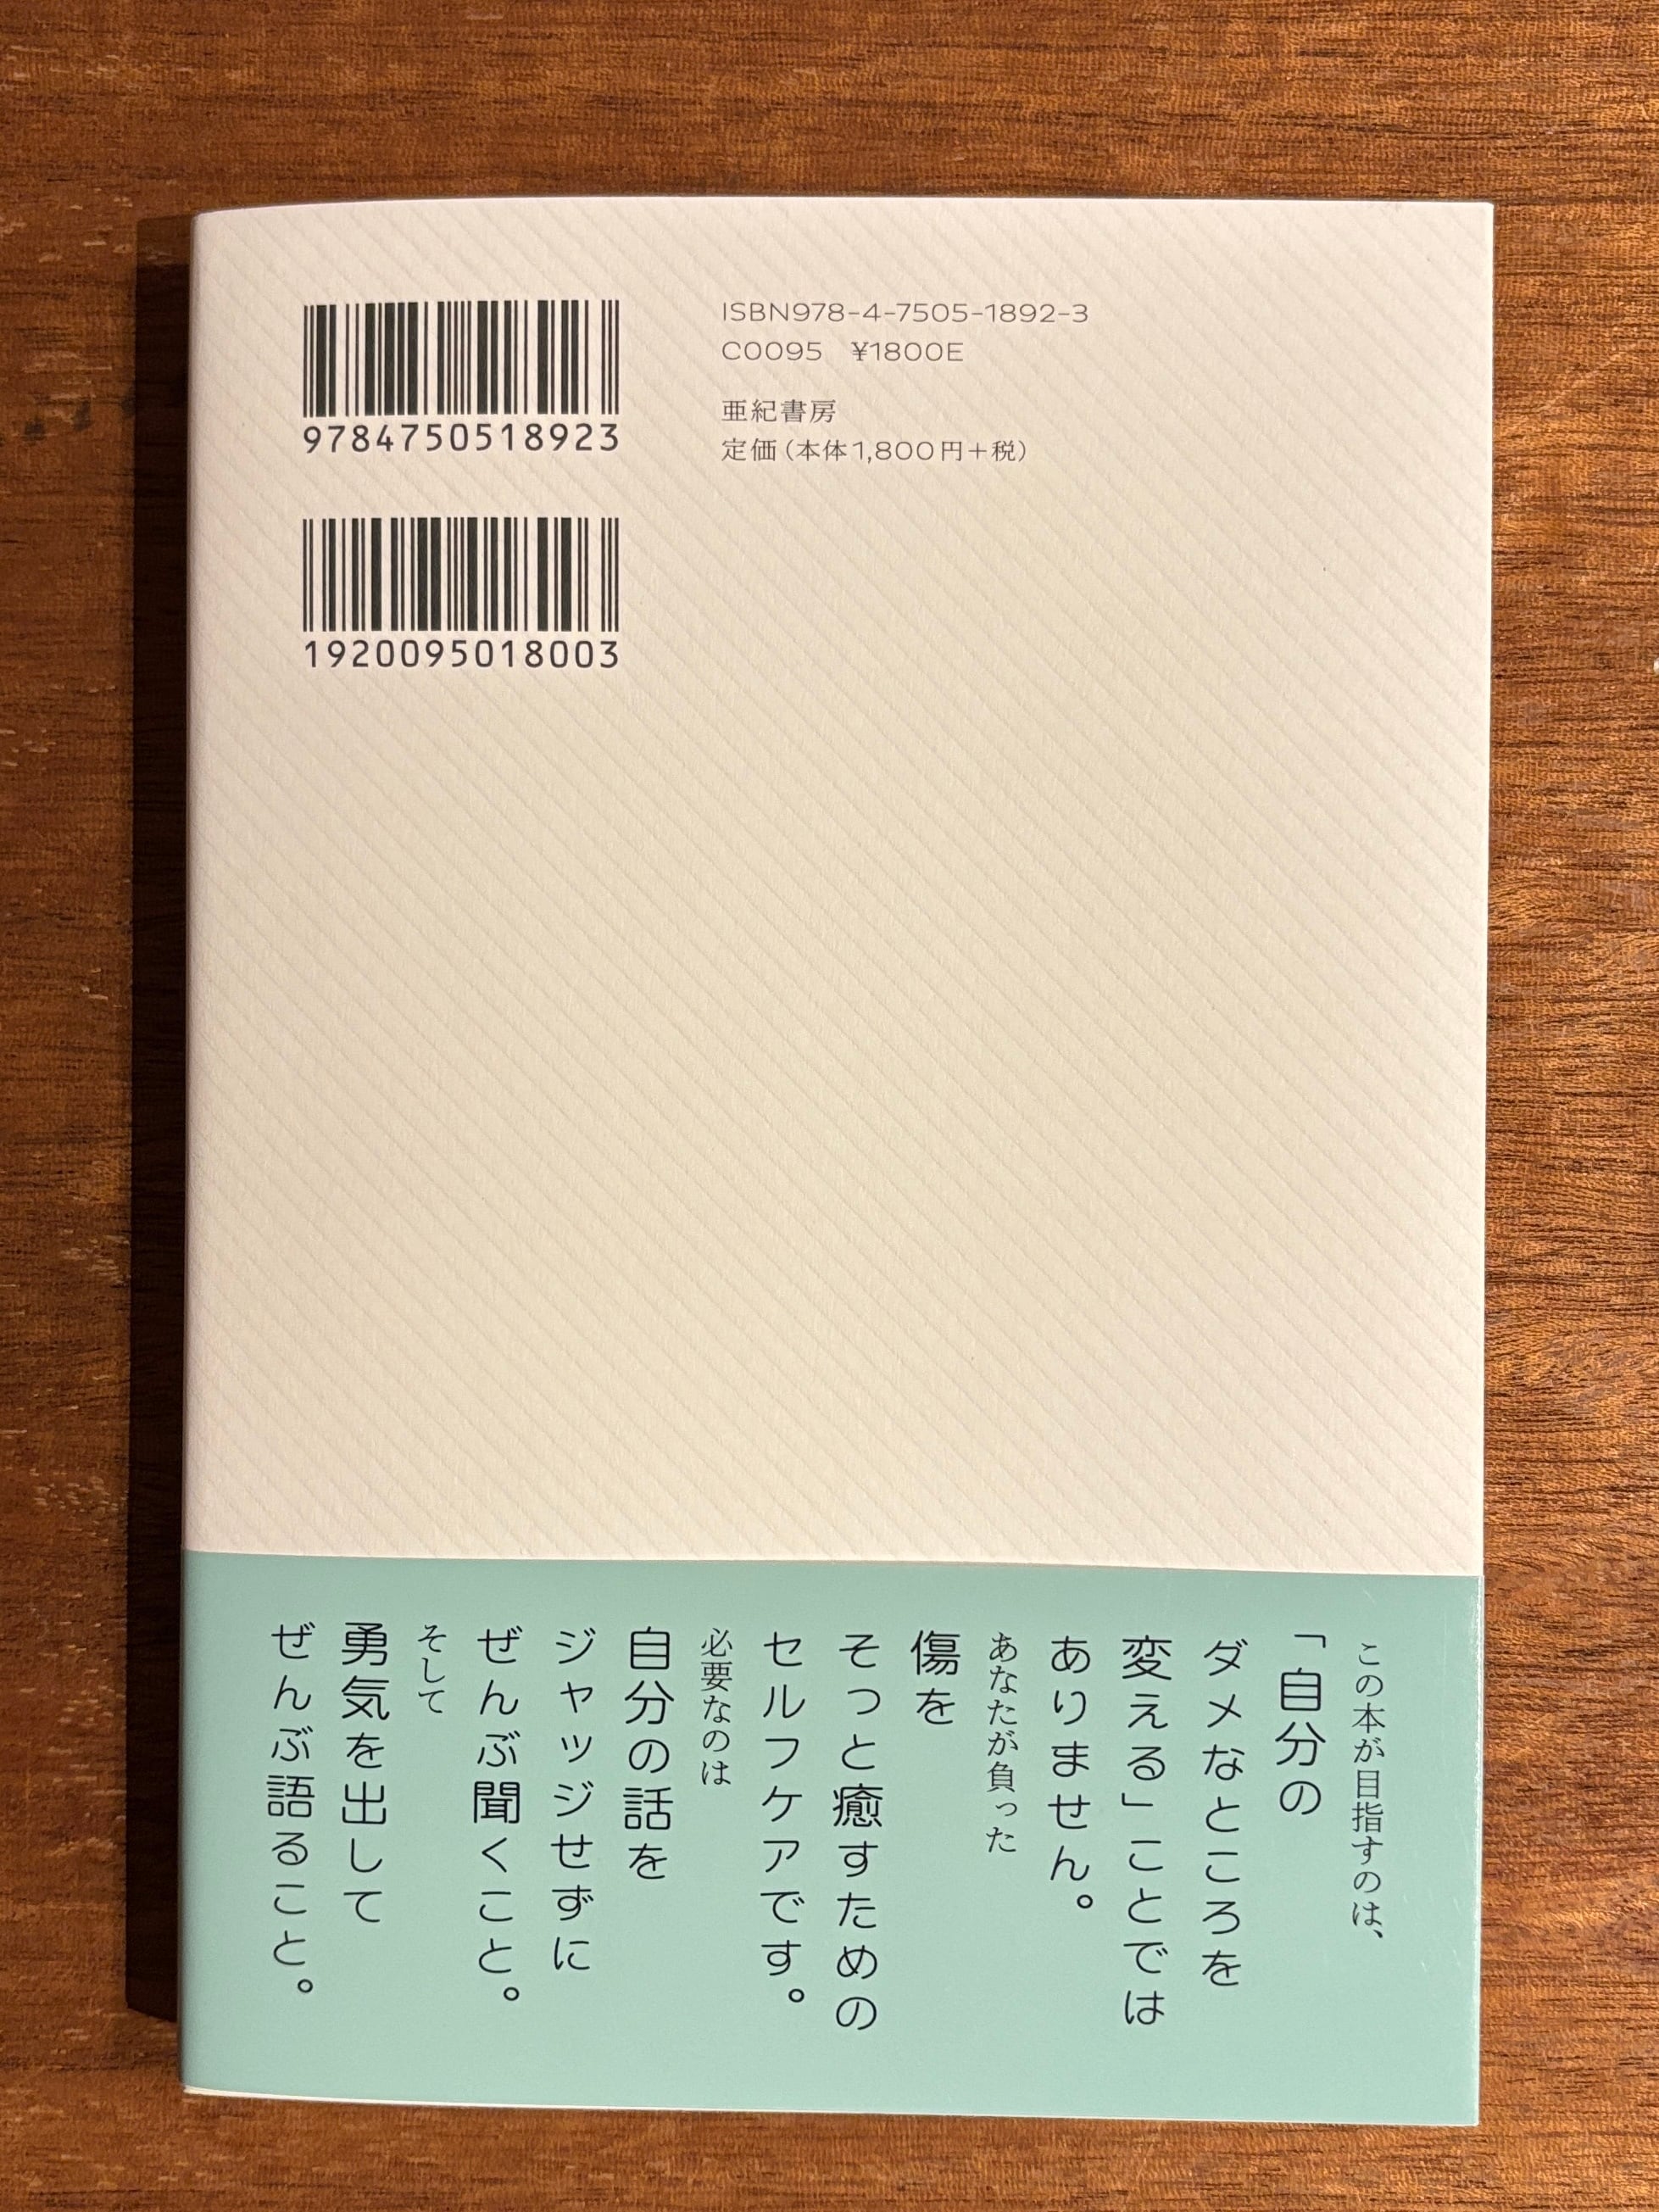 9784750518923
1920095018003
ISBN978-4-7505-1892-3
C0095 ¥1800E
亜紀書房
定価(本体1,800円+税)
この本が目指すのは、
「自分の
ダメなところを
変える」ことでは
ありません。
あなたが負った
傷を
そっと癒すための
セルフケアです。
必要なのは
自分の話を
ジャッジせずに
ぜんぶ聞くこと。
そして
勇気を出して
ぜんぶ語ること。